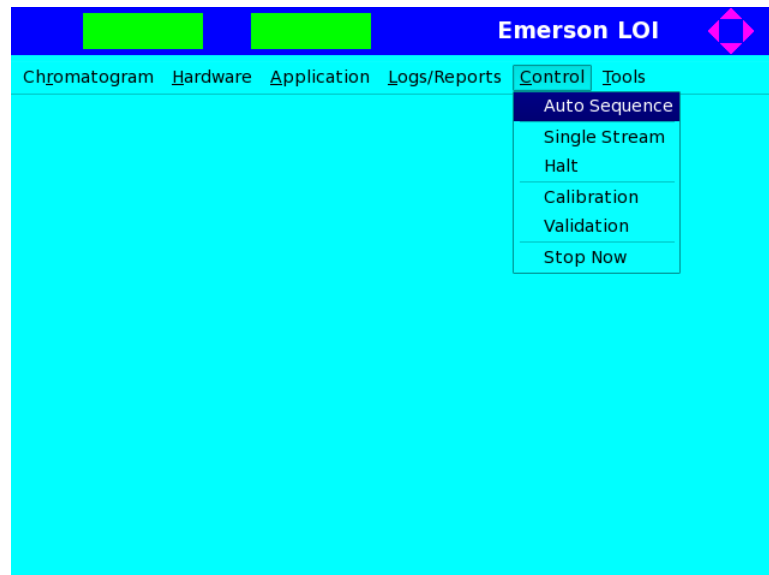 Emerson LOI
Chromatogram Hardware Application Logs/Reports Control Tools
Auto Sequence
Single Stream
Halt
Calibration
Validation
Stop Now